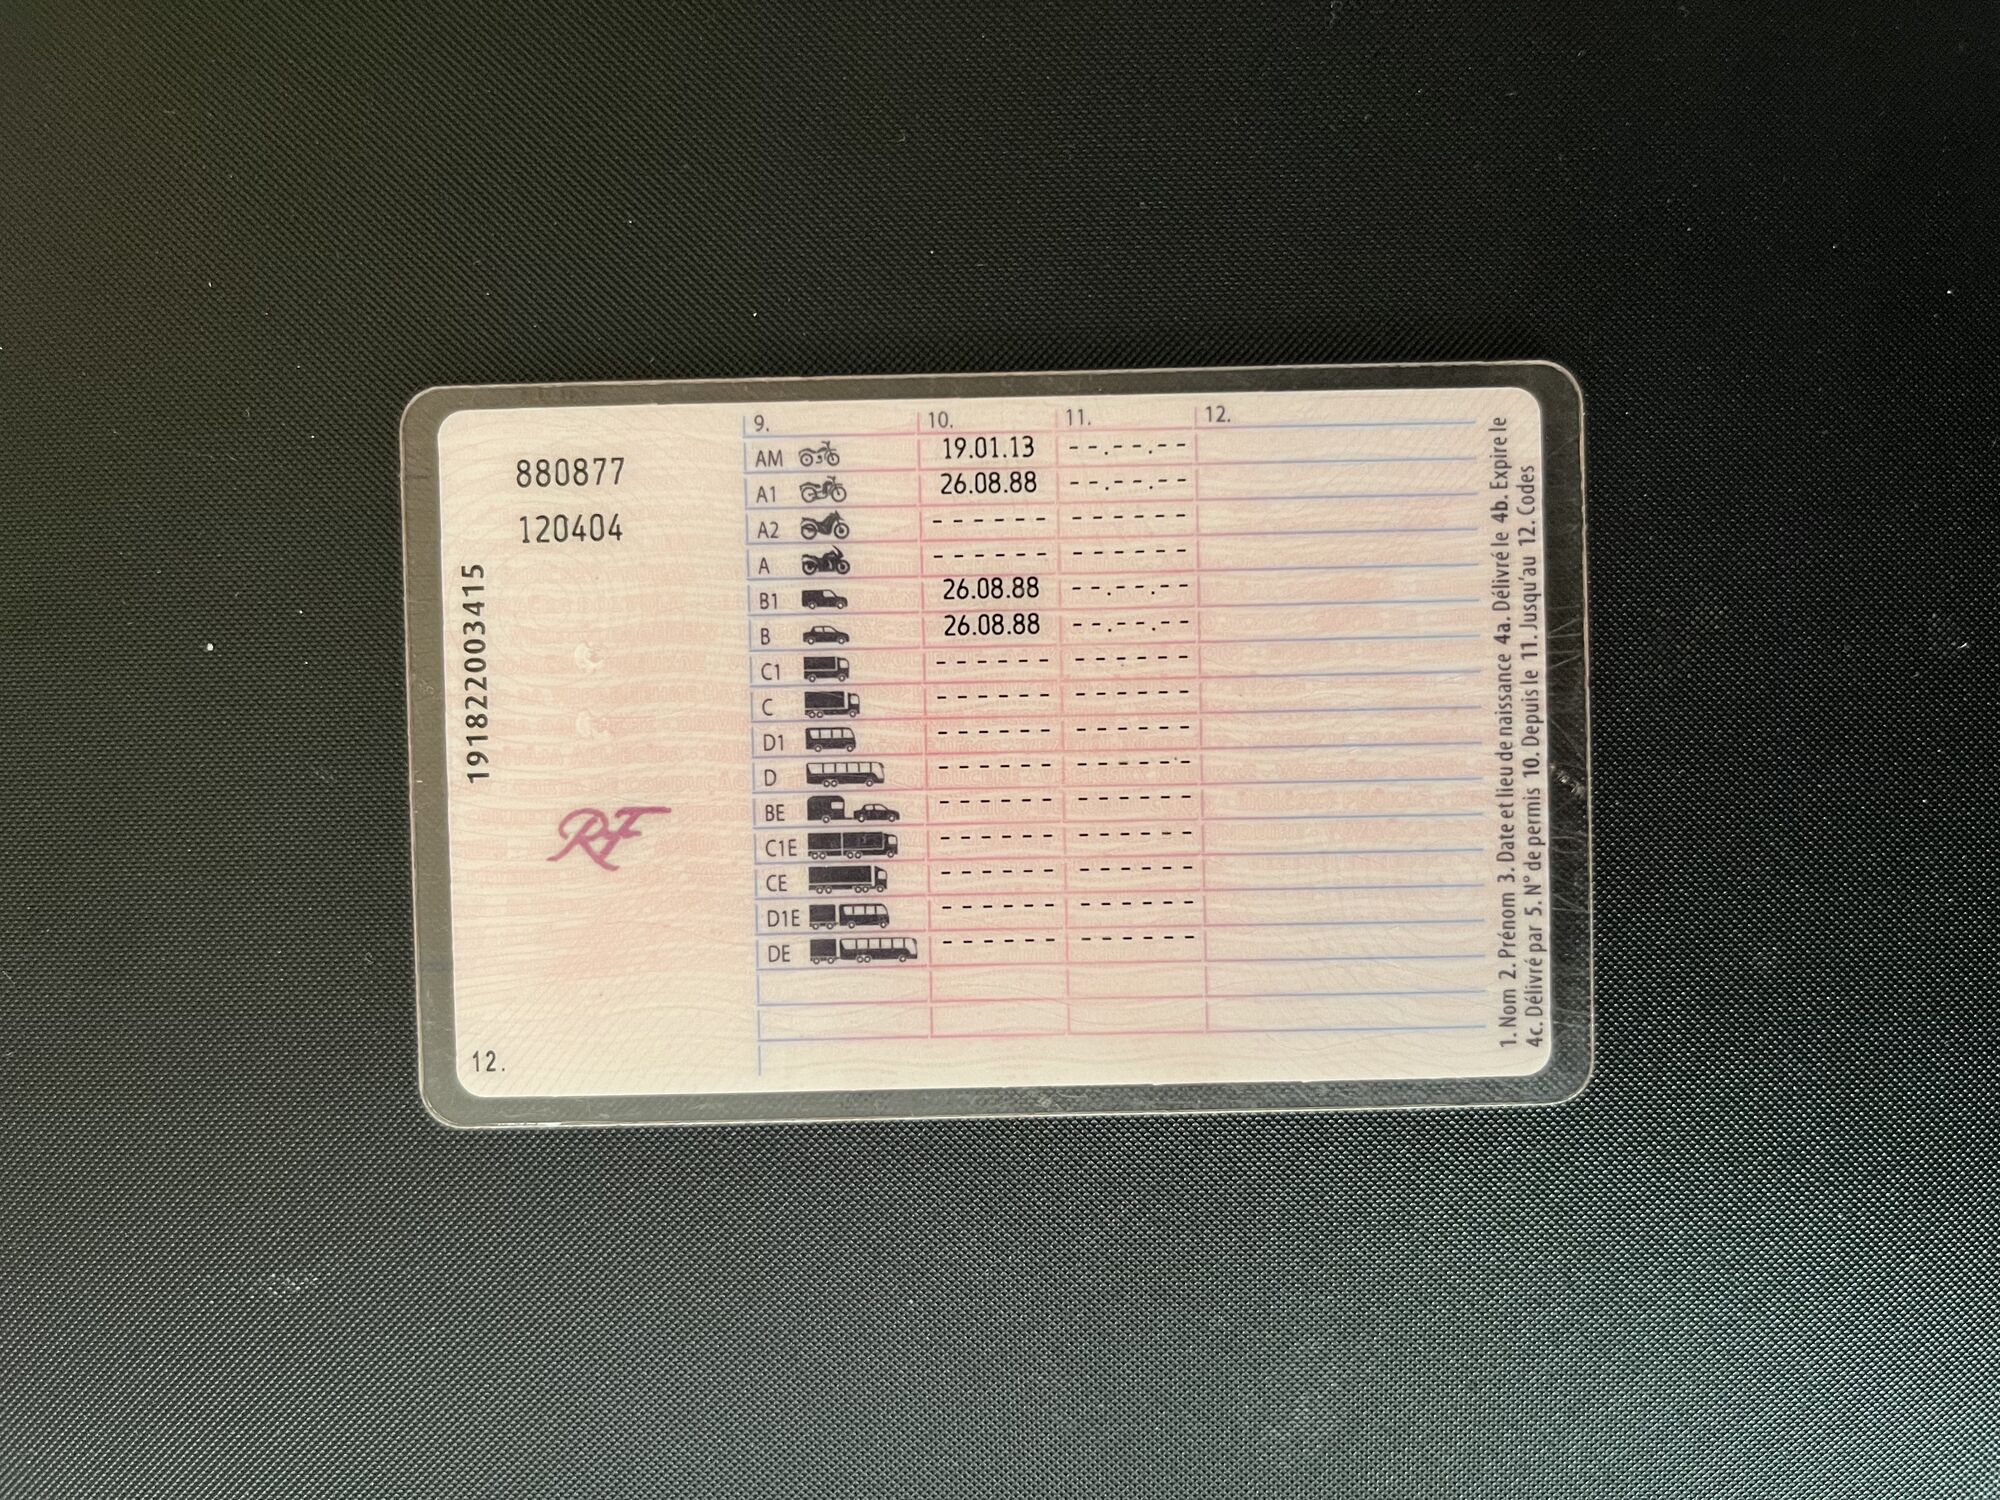 880877
120404
191822003415
RF
12.
9. 10. 11. 12.
AM 19.01.13 --.--.--
A1 26.08.88 --.--.--
A2 ------ ------
A ------ ------
B1 26.08.88 --.--.--
B 26.08.88 --.--.--
C1 ------ ------
C ------ ------
D1 ------ ------
D ------ ------
BE ------ ------
C1E ------ ------
CE ------ ------
D1E ------ ------
DE ------ ------
1. Nom 2. Prénom 3. Date et lieu de naissance 4a. Délivré le 4b. Expire le
4c. Délivré par 5. N° de permis 10. Depuis le 11. Jusqu'au 12. Codes